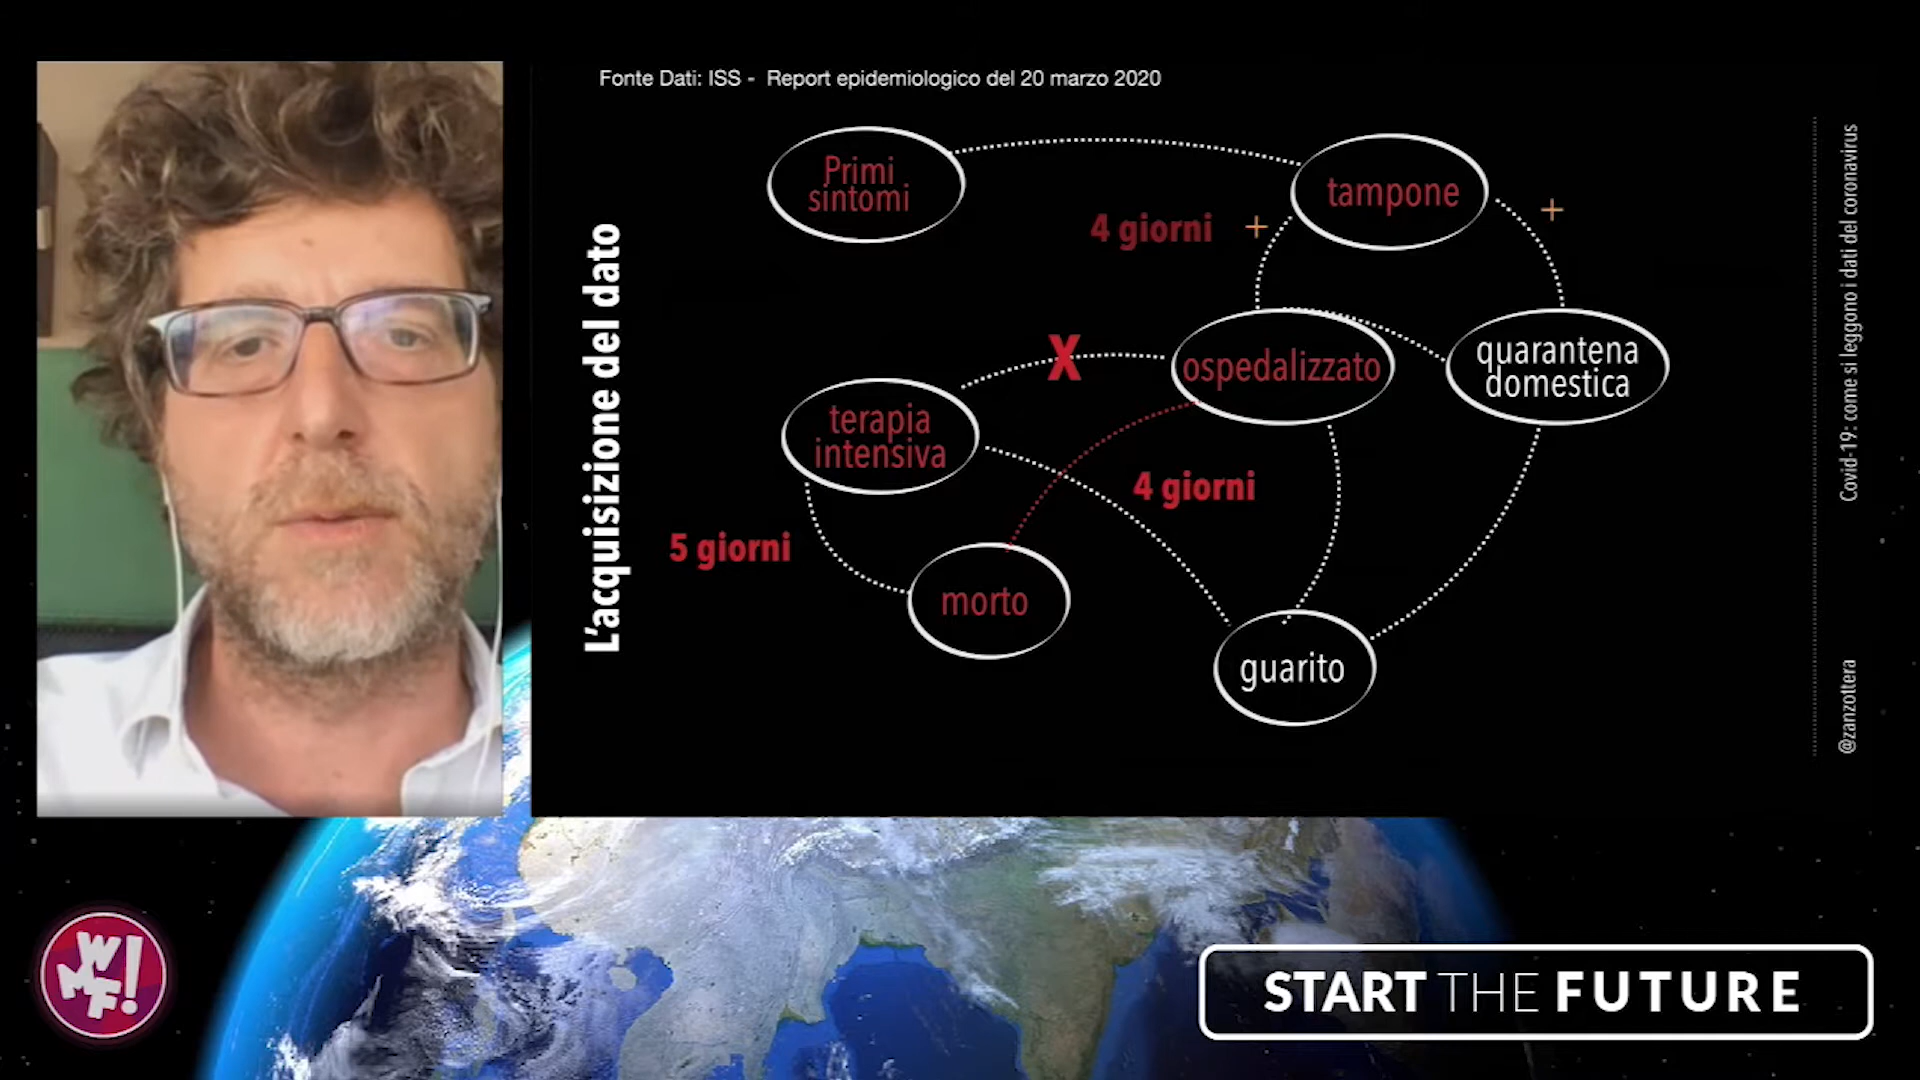 Fonte Dati: ISS - Report epidemiologico del 20 marzo 2020
L'acquisizione del dato
Primi
sintomi
tampone
4 giorni
+
+
X
ospedalizzato
quarantena
domestica
terapia
intensiva
4 giorni
5 giorni
morto
guarito
Covid-19: come si leggono i dati del coronavirus
@zanzottera
WMF!
START THE FUTURE